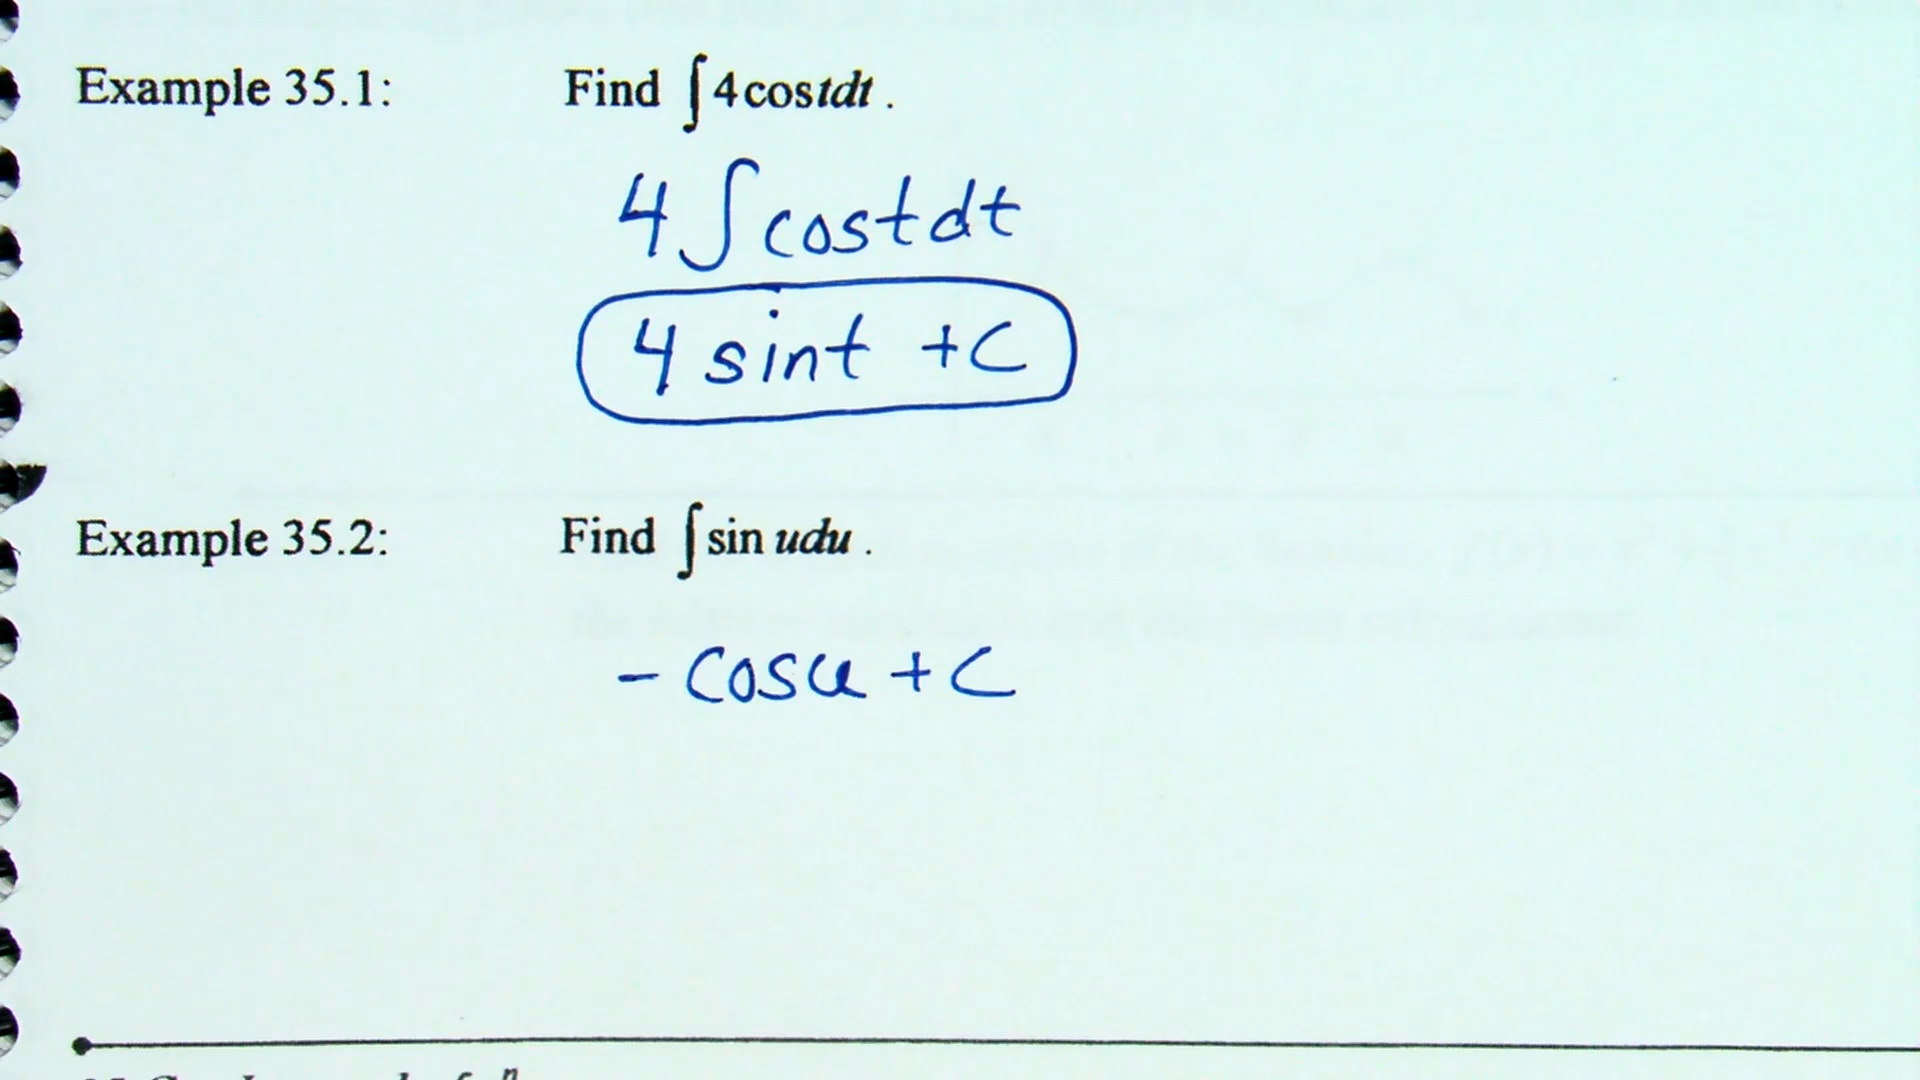 Example 35.1: Find ∫4costdt .
4∫costdt
4 sint +C
Example 35.2: Find ∫sin udu .
- cosu + C